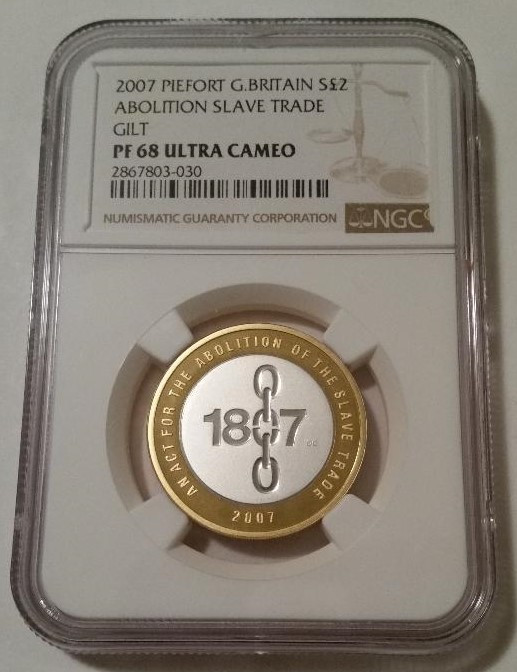 2007 PIEFORT G.BRITAIN S£2
ABOLITION SLAVE TRADE
GILT
PF 68 ULTRA CAMEO
2867803-030
NUMISMATIC GUARANTY CORPORATION
NGC
AN ACT FOR THE ABOLITION OF THE SLAVE TRADE
1807
2007